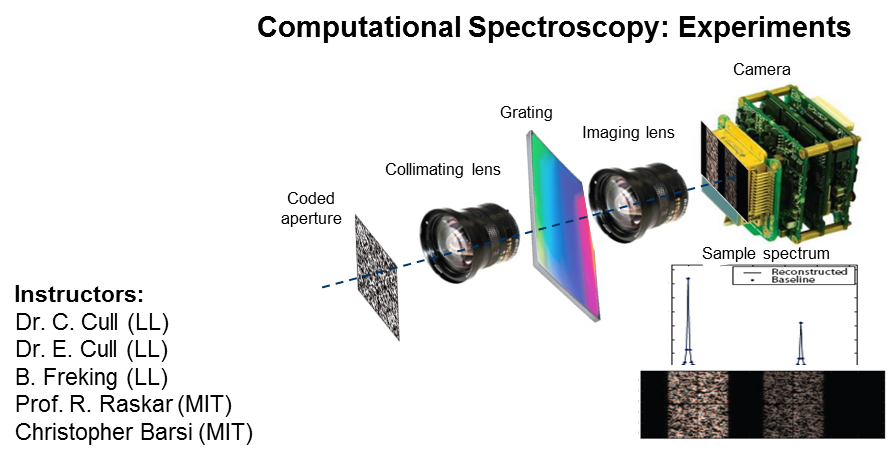 Computational Spectroscopy: Experiments
Camera
Grating
Imaging lens
Collimating lens
Coded
aperture
Sample spectrum
Reconstructed
Baseline
Instructors:
Dr. C. Cull (LL)
Dr. E. Cull (LL)
B. Freking (LL)
Prof. R. Raskar (MIT)
Christopher Barsi (MIT)